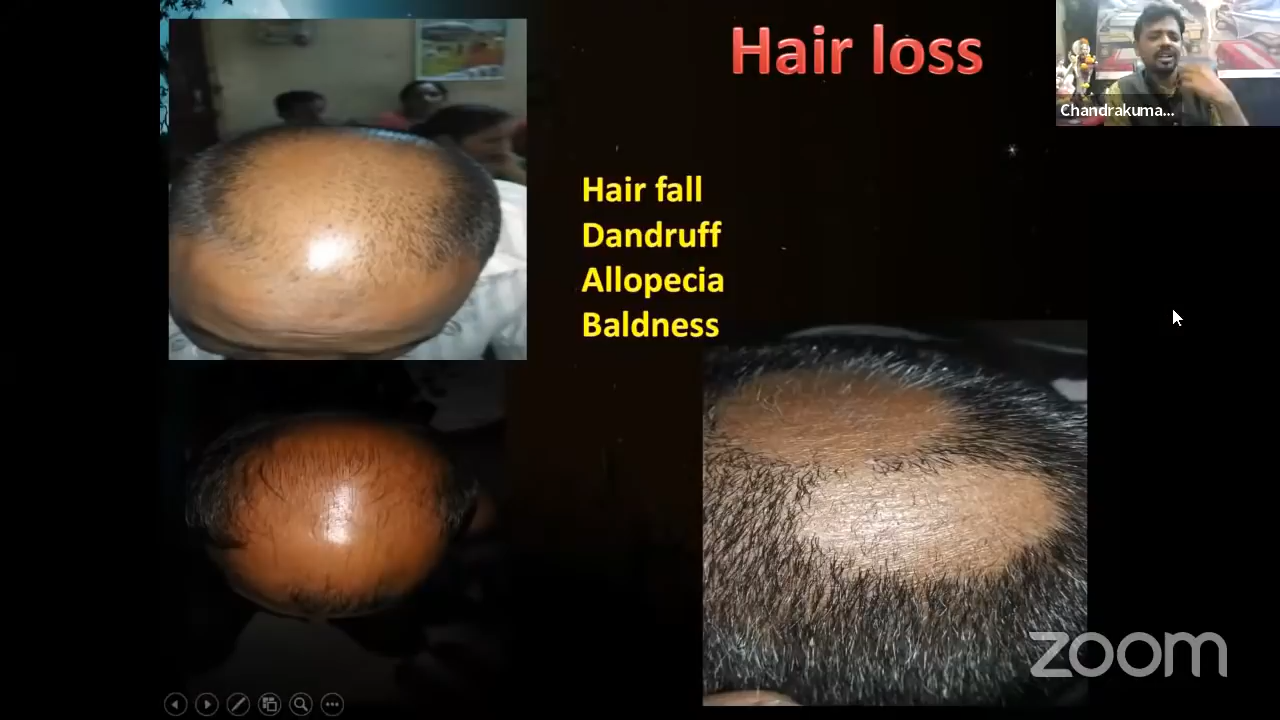 Hair loss
Chandrakuma...
Hair fall
Dandruff
Allopecia
Baldness
zoom